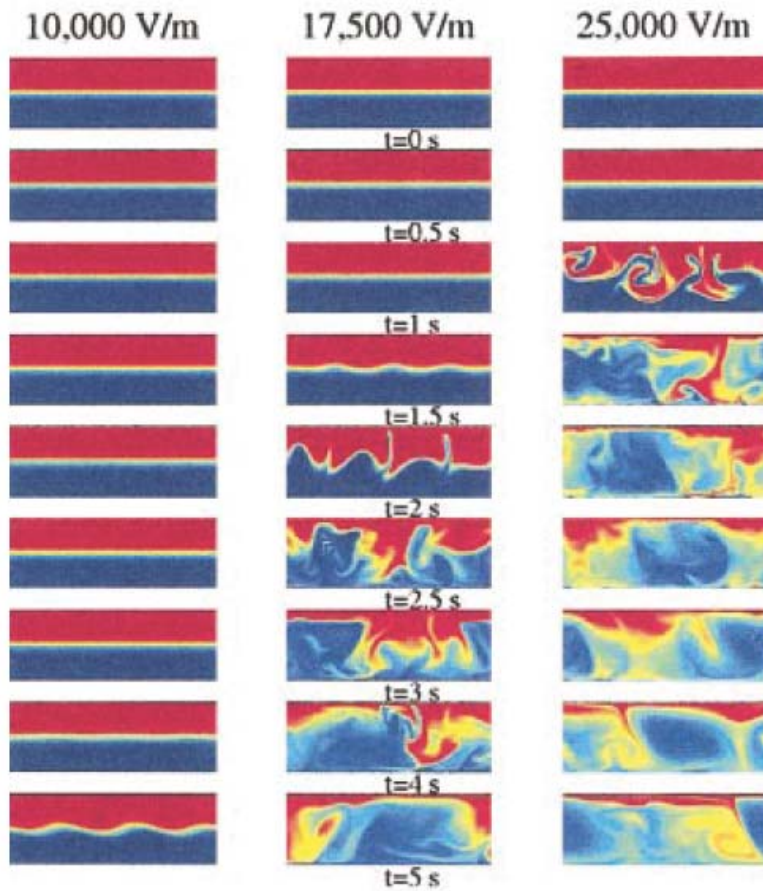 10,000 V/m 17,500 V/m 25,000 V/m
t=0 s
t=0.5 s
t=1 s
t=1.5 s
t=2 s
t=2.5 s
t=3 s
t=4 s
t=5 s